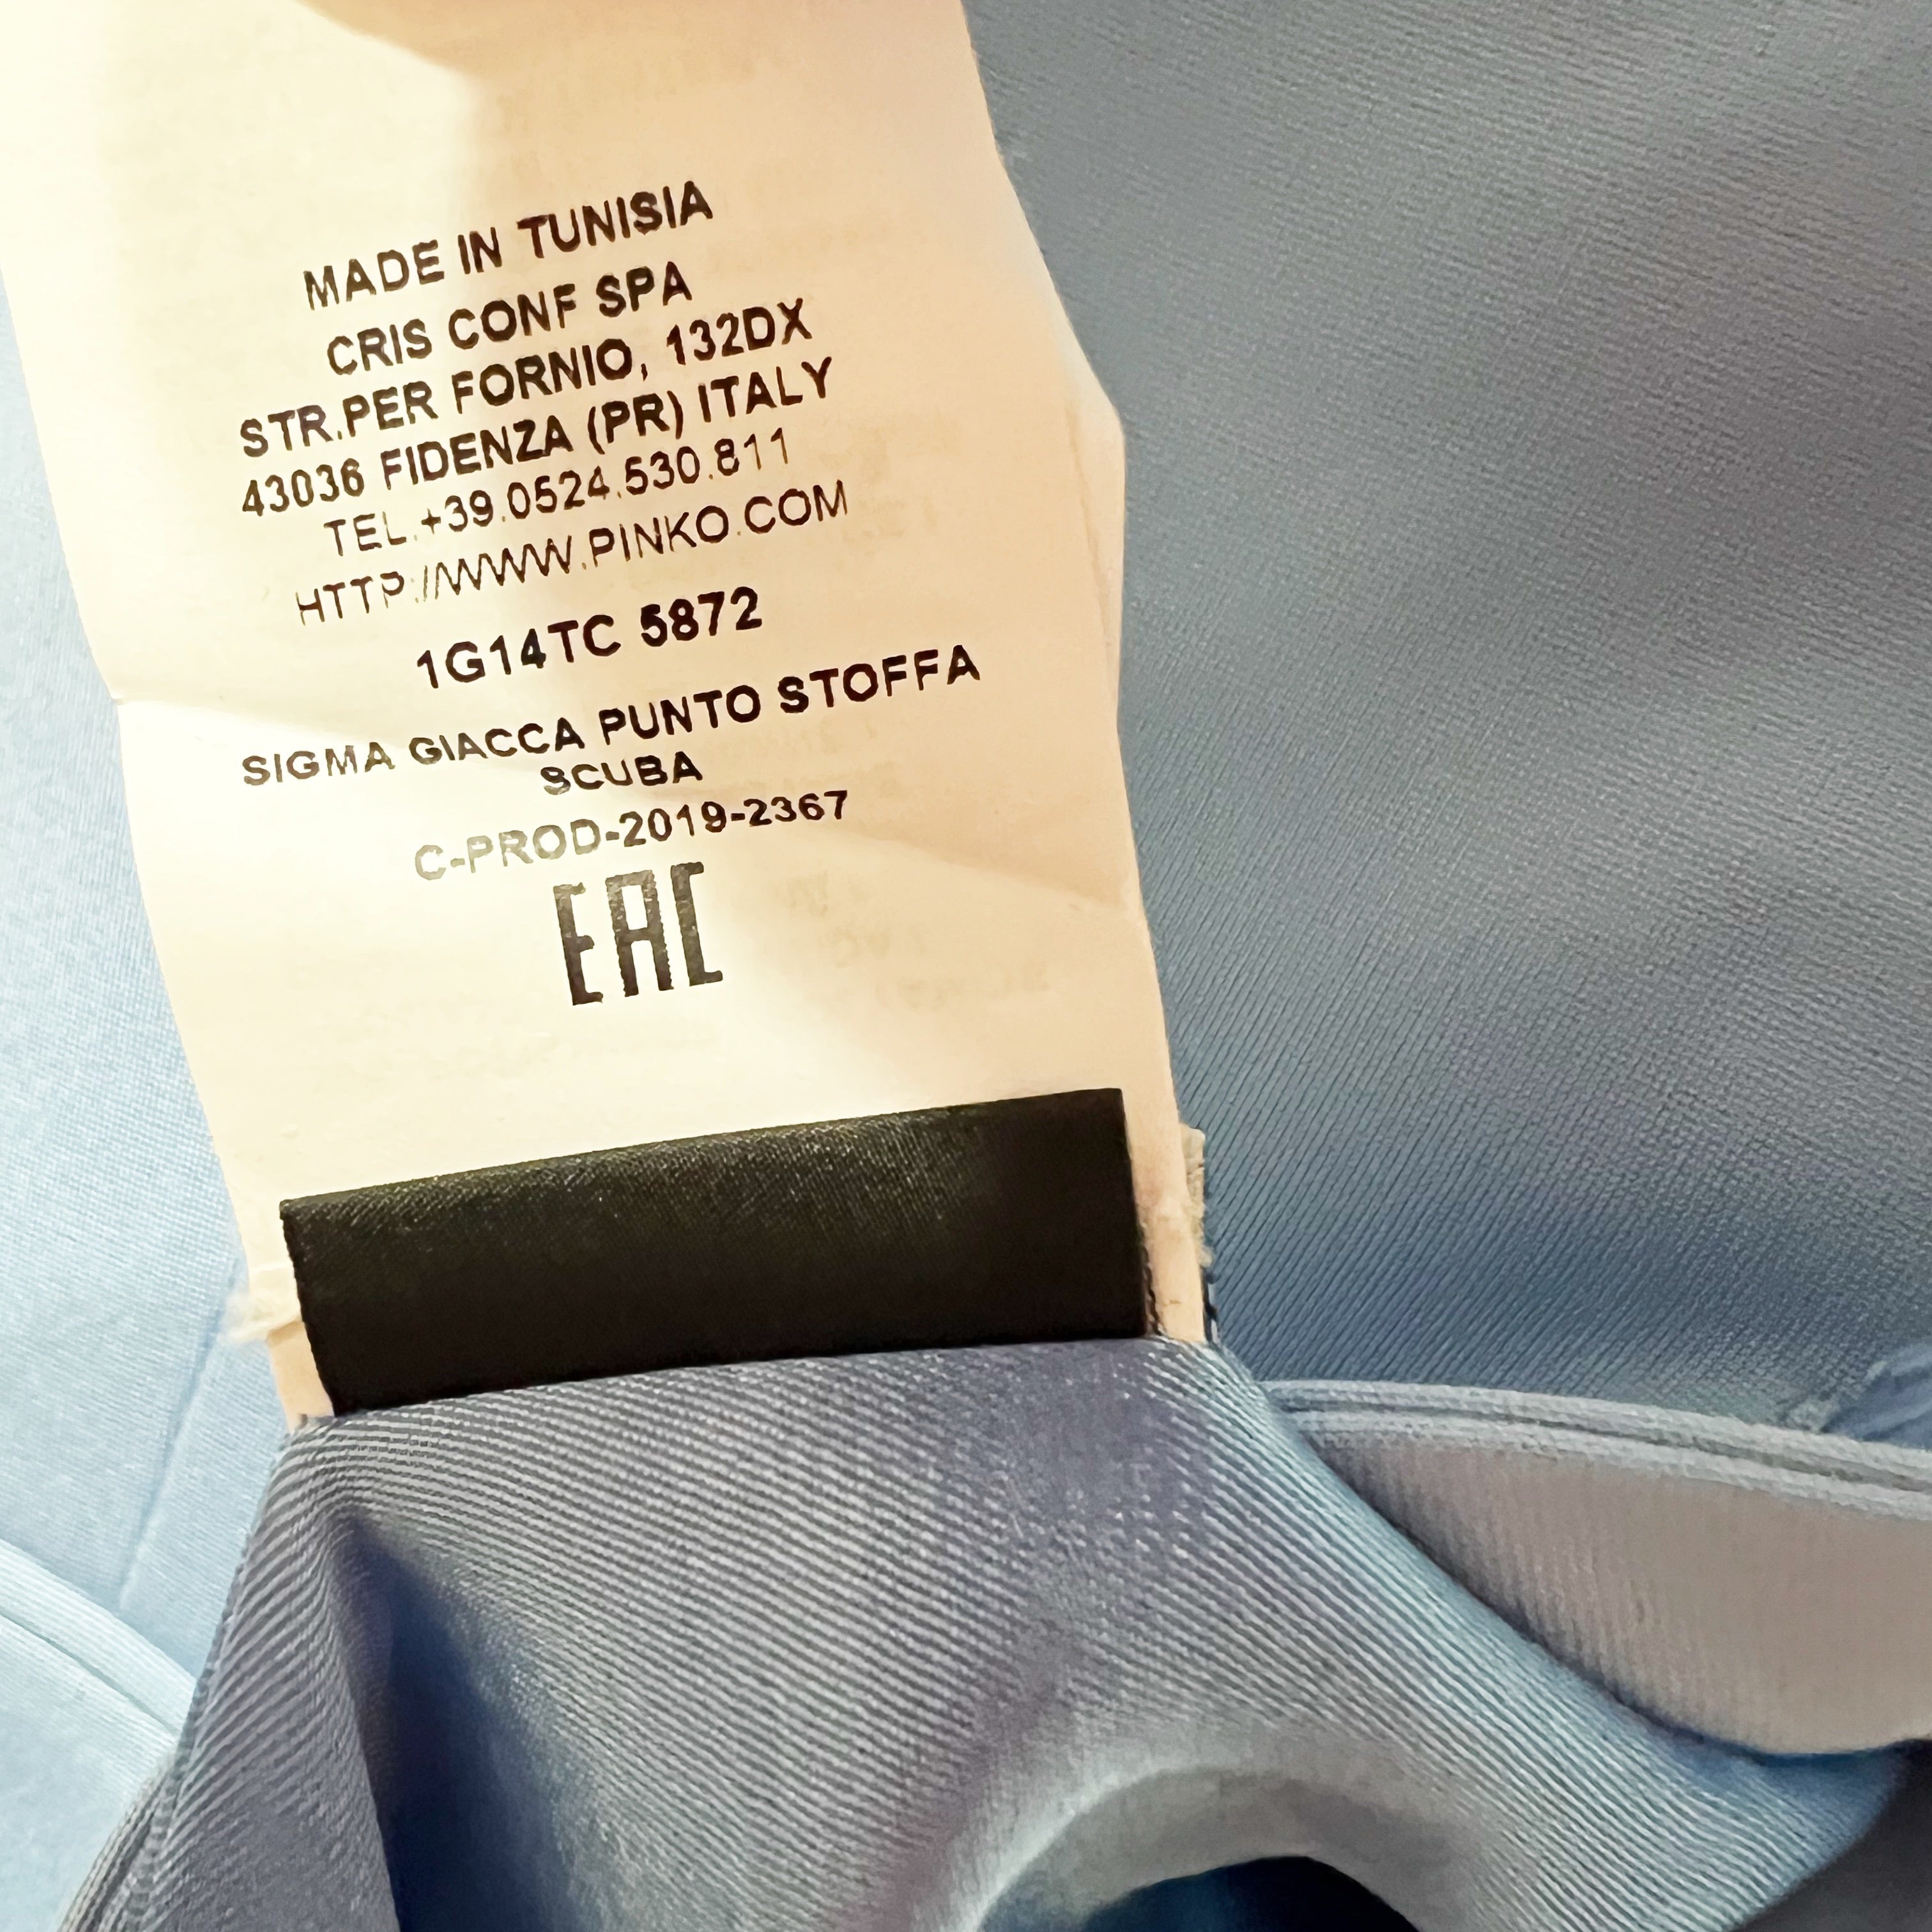 MADE IN TUNISIA
CRIS CONF SPA
STR.PER FORNIO, 132DX
43036 FIDENZA (PR) ITALY
TEL.+39.0524.530.811
HTTP://WWW.PINKO.COM
1G14TC 5872
SIGMA GIACCA PUNTO STOFFA
SCUBA
C-PROD-2019-2367
EAC